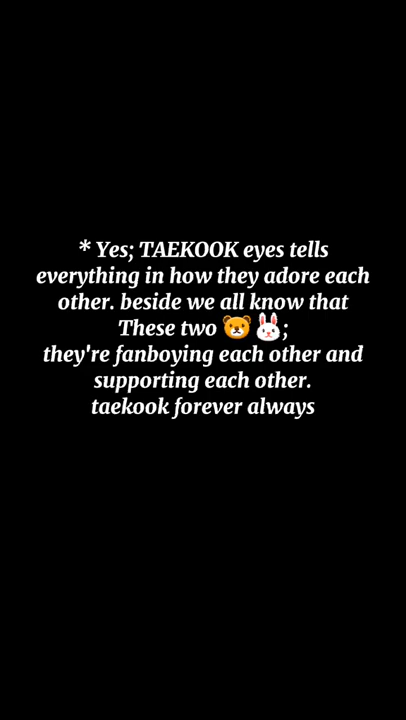 * Yes; TAEKOOK eyes tells
everything in how they adore each
other. beside we all know that
These two 🐻🐰;
they're fanboying each other and
supporting each other.
taekook forever always